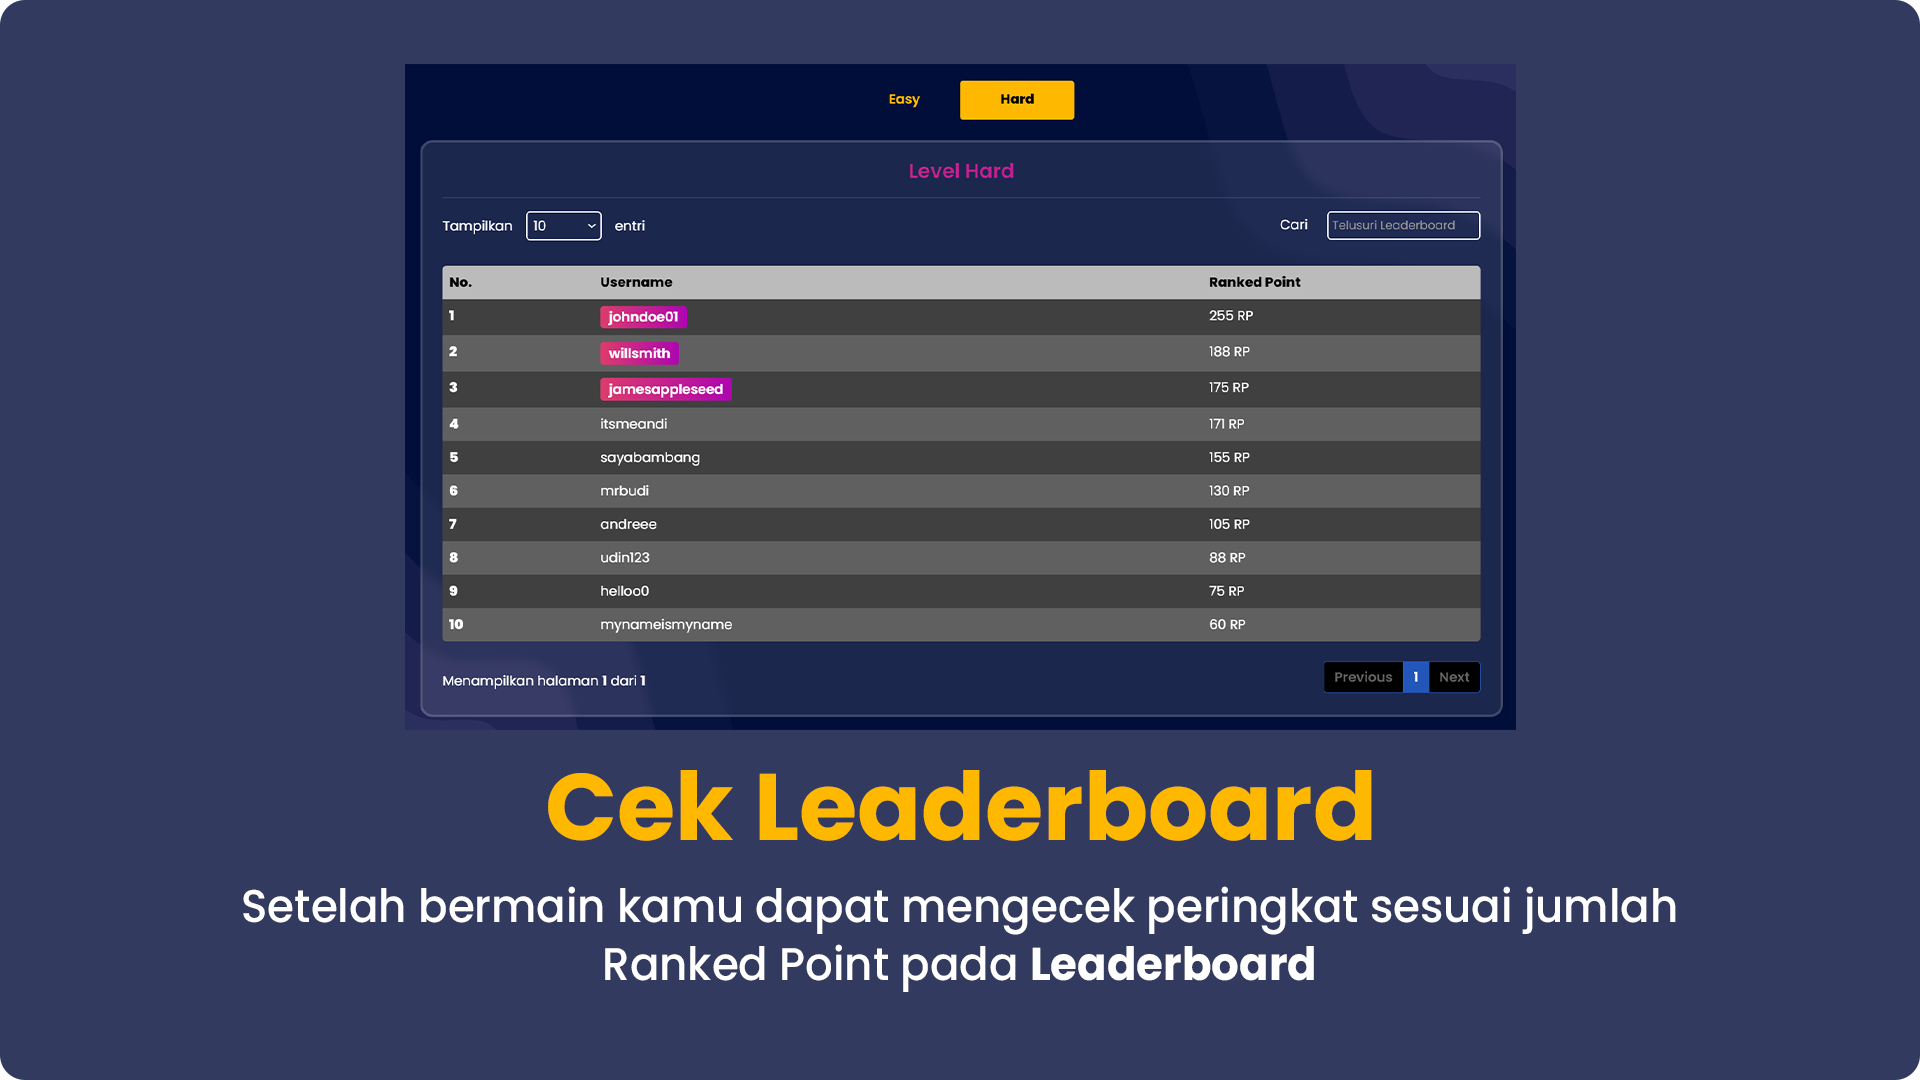 Easy Hard
Level Hard
Tampilkan 10 entri Cari Telusuri Leaderboard
No. Username Ranked Point
1 johndoe01 255 RP
2 willsmith 188 RP
3 jamesappleseed 175 RP
4 itsmeandi 171 RP
5 sayabambang 155 RP
6 mrbudi 130 RP
7 andreee 105 RP
8 udin123 88 RP
9 helloo0 75 RP
10 mynameismyname 60 RP
Menampilkan halaman 1 dari 1 Previous 1 Next
Cek Leaderboard
Setelah bermain kamu dapat mengecek peringkat sesuai jumlah
Ranked Point pada Leaderboard